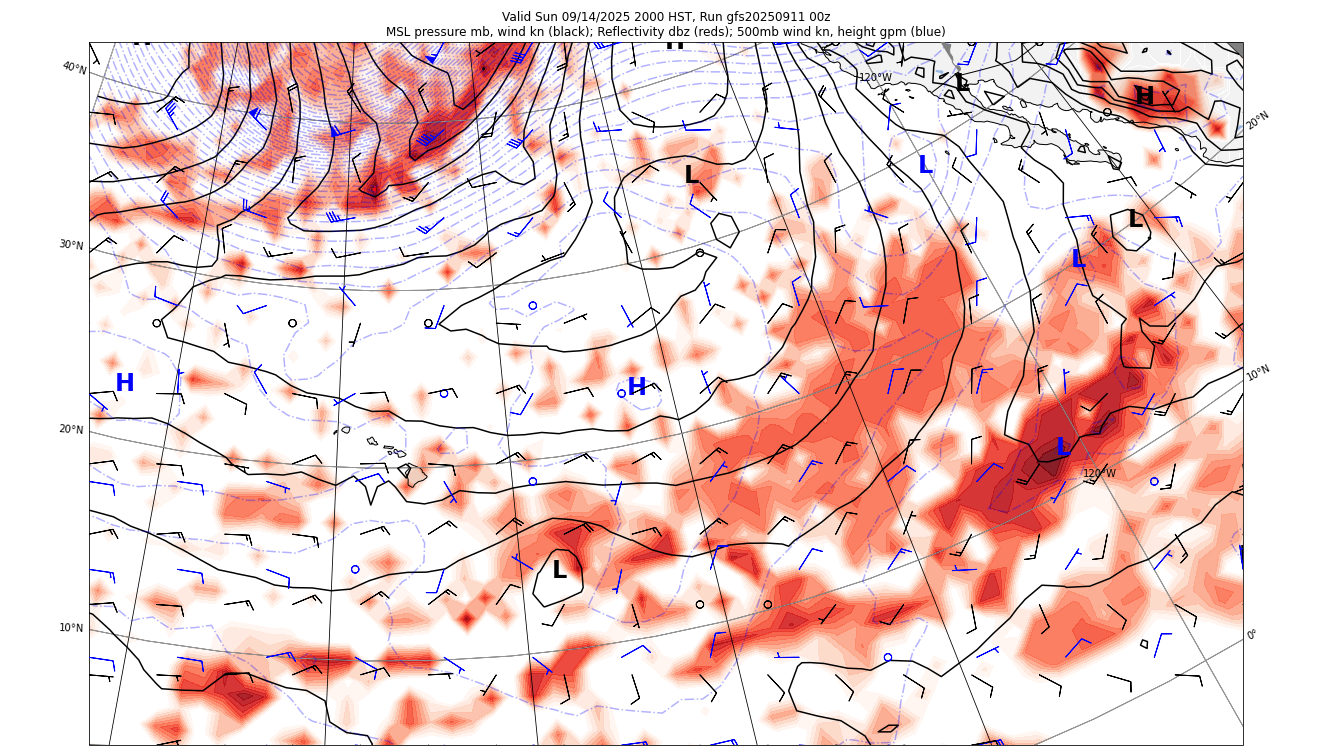 Valid Sun 09/14/2025 2000 HST, Run gfs20250911 00z
MSL pressure mb, wind kn (black); Reflectivity dbz (reds); 500mb wind kn, height gpm (blue)
H
H
40°N
120°W
L
H
20°N
L
L
L
30°N
L
H
H
10°N
20°N
L
120°W
L
10°N
0°